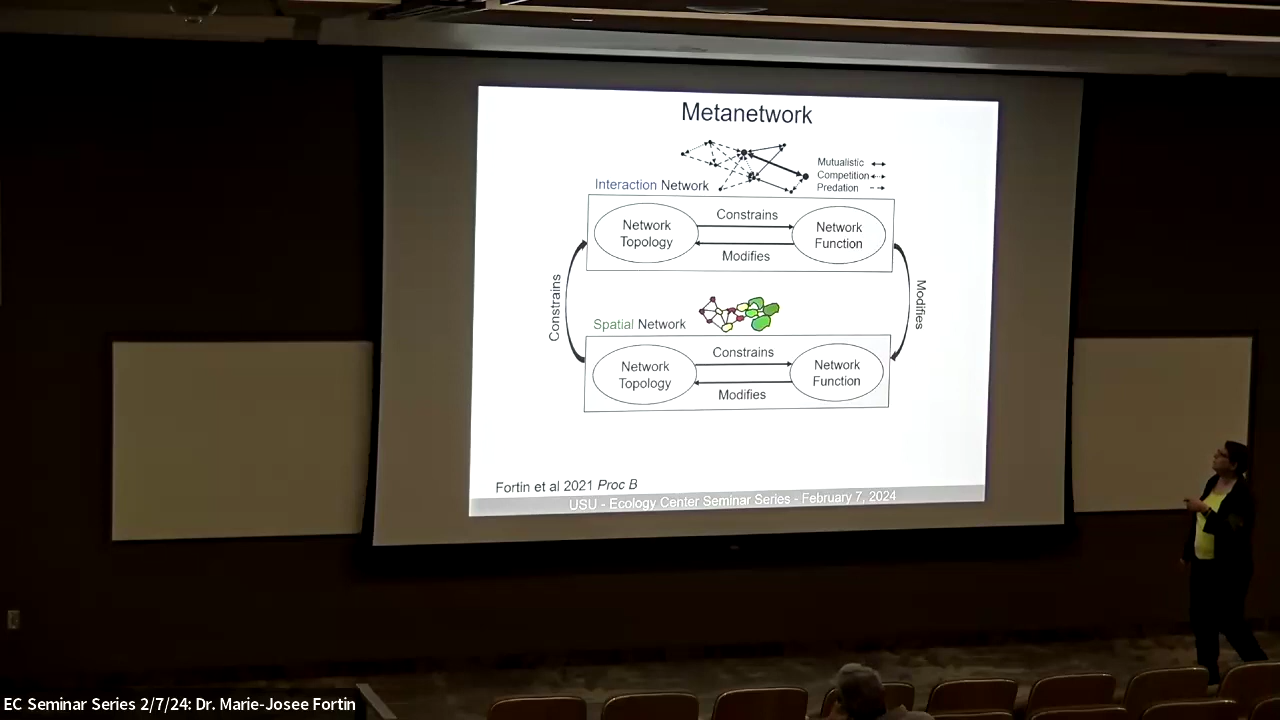 Metanetwork
Mutualistic
Competition
Predation
Interaction Network
Network
Topology
Constrains
Modifies
Network
Function
Constrains
Modifies
Spatial Network
Network
Topology
Constrains
Modifies
Network
Function
Fortin et al 2021 Proc B
USU - Ecology Center Seminar Series - February 7, 2024
EC Seminar Series 2/7/24: Dr. Marie-Josee Fortin